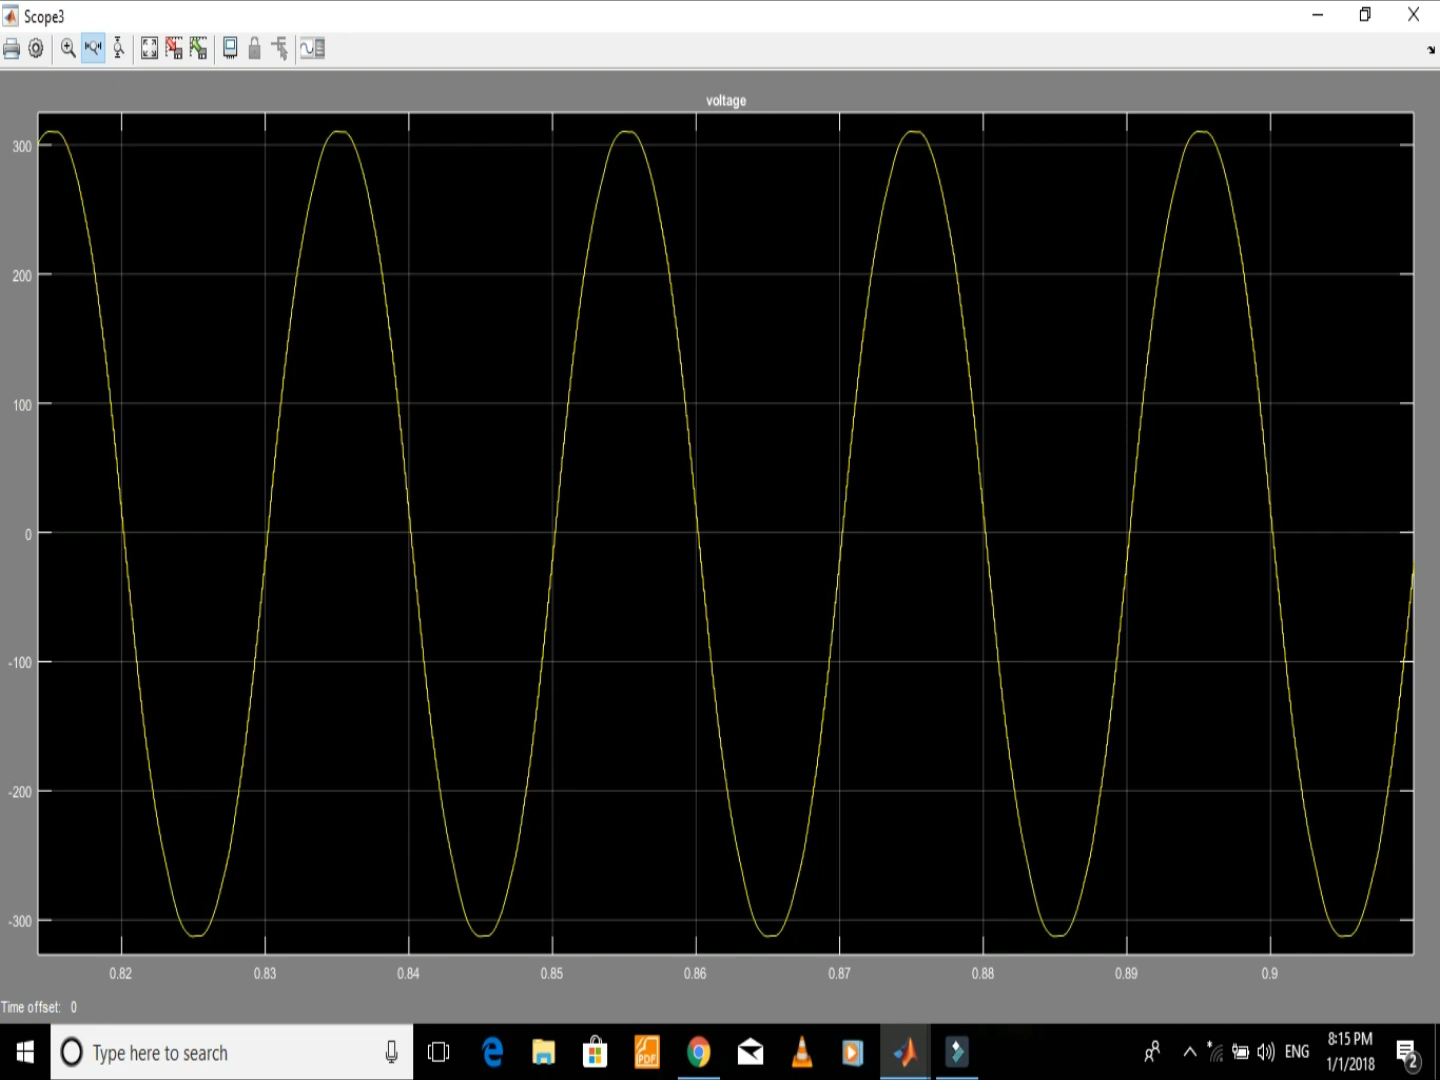 Scope3
voltage
300
200
100
0
-100
-200
-300
0.82 0.83 0.84 0.85 0.86 0.87 0.88 0.89 0.9
Time offset: 0
Type here to search
PDF
ENG
8:15 PM
1/1/2018
2